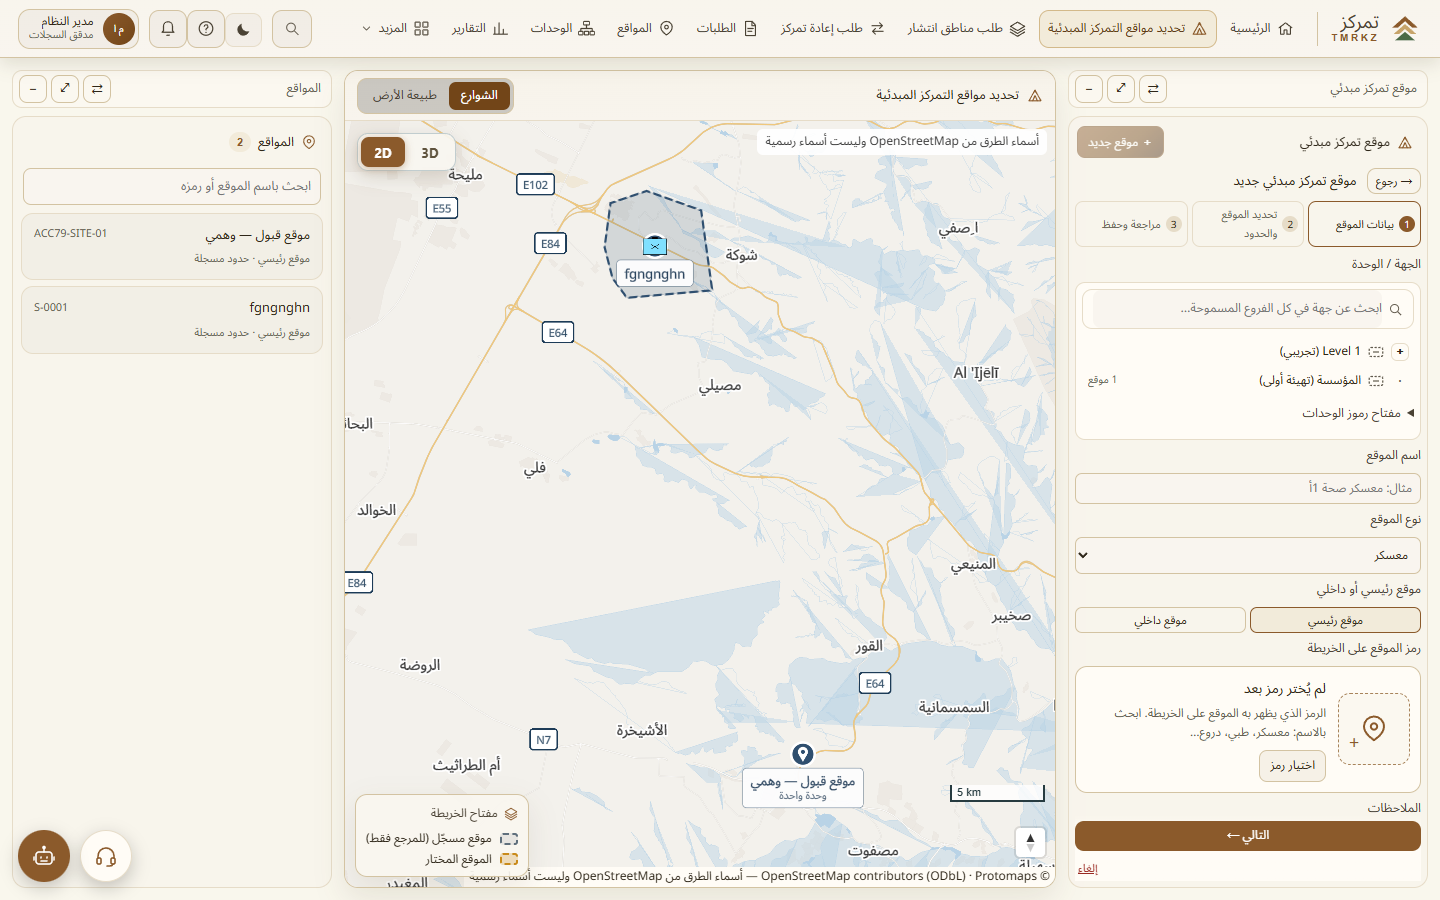 تمركز
TMRKZ
الرئيسية
تحديد مواقع التمركز المبدئية
طلب مناطق انتشار
طلب إعادة تمركز
الطلبات
المواقع
الوحدات
التقارير
المزيد
مدير النظام
مدقق السجلات
م ا
موقع تمركز مبدئي
موقع تمركز مبدئي
+ موقع جديد
→ رجوع
موقع تمركز مبدئي جديد
1 بيانات الموقع
2 تحديد الموقع والحدود
3 مراجعة وحفظ
الجهة / الوحدة
ابحث عن جهة في كل الفروع المسموحة...
+ Level 1 (تجريبي)
المؤسسة (تهيئة أولى)
1 موقع
مفتاح رموز الوحدات
اسم الموقع
مثال: معسكر صحة 1أ
نوع الموقع
معسكر
موقع رئيسي أو داخلي
موقع رئيسي
موقع داخلي
رمز الموقع على الخريطة
لم يُختر رمز بعد
الرمز الذي يظهر به الموقع على الخريطة. ابحث
بالاسم: معسكر، طبي، دروع...
اختيار رمز
الملاحظات
التالي ←
إلغاء
تحديد مواقع التمركز المبدئية
الشوارع
طبيعة الأرض
أسماء الطرق من OpenStreetMap وليست أسماء رسمية
2D
3D
مليحة
E102
E55
E84
شوكة
fgngnghn
E64
مصيلي
Al 'Ijēlī
فلي
الخوالد
E84
المنيعي
صخيبر
القور
الروضة
E64
السمسمانية
الأشيخرة
N7
أم الطراثيث
موقع قبول — وهمي
وحدة واحدة
5 km
مصفوت
مفتاح الخريطة
موقع مسجّل (للمرجع فقط)
الموقع المختار
© OpenStreetMap contributors (ODbL) · Protomaps — أسماء الطرق من OpenStreetMap وليست أسماء رسمية
المواقع
المواقع 2
ابحث باسم الموقع أو رمزه
موقع قبول — وهمي
ACC79-SITE-01
موقع رئيسي · حدود مسجلة
fgngnghn
S-0001
موقع رئيسي · حدود مسجلة